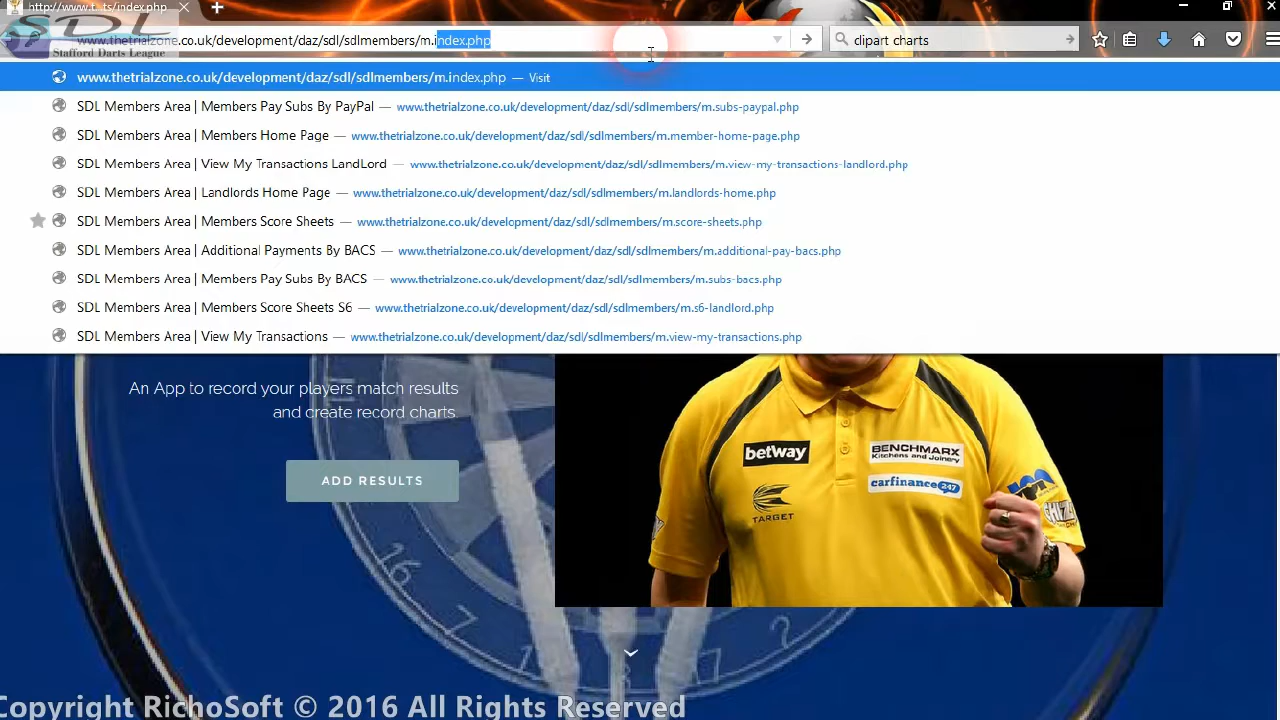 http://www.t...ts/index.php
SDL
Stafford Darts League
www.thetrialzone.co.uk/development/daz/sdl/sdlmembers/m.index.php
clipart charts
www.thetrialzone.co.uk/development/daz/sdl/sdlmembers/m.index.php — Visit
SDL Members Area | Members Pay Subs By PayPal — www.thetrialzone.co.uk/development/daz/sdl/sdlmembers/m.subs-paypal.php
SDL Members Area | Members Home Page — www.thetrialzone.co.uk/development/daz/sdl/sdlmembers/m.member-home-page.php
SDL Members Area | View My Transactions LandLord — www.thetrialzone.co.uk/development/daz/sdl/sdlmembers/m.view-my-transactions-landlord.php
SDL Members Area | Landlords Home Page — www.thetrialzone.co.uk/development/daz/sdl/sdlmembers/m.landlords-home.php
SDL Members Area | Members Score Sheets — www.thetrialzone.co.uk/development/daz/sdl/sdlmembers/m.score-sheets.php
SDL Members Area | Additional Payments By BACS — www.thetrialzone.co.uk/development/daz/sdl/sdlmembers/m.additional-pay-bacs.php
SDL Members Area | Members Pay Subs By BACS — www.thetrialzone.co.uk/development/daz/sdl/sdlmembers/m.subs-bacs.php
SDL Members Area | Members Score Sheets S6 — www.thetrialzone.co.uk/development/daz/sdl/sdlmembers/m.s6-landlord.php
SDL Members Area | View My Transactions — www.thetrialzone.co.uk/development/daz/sdl/sdlmembers/m.view-my-transactions.php
An App to record your players match results
and create record charts.
ADD RESULTS
betway
BENCHMARX
Kitchens and Joinery
carfinance 247
TARGET
16
7
2
Copyright RichoSoft © 2016 All Rights Reserved